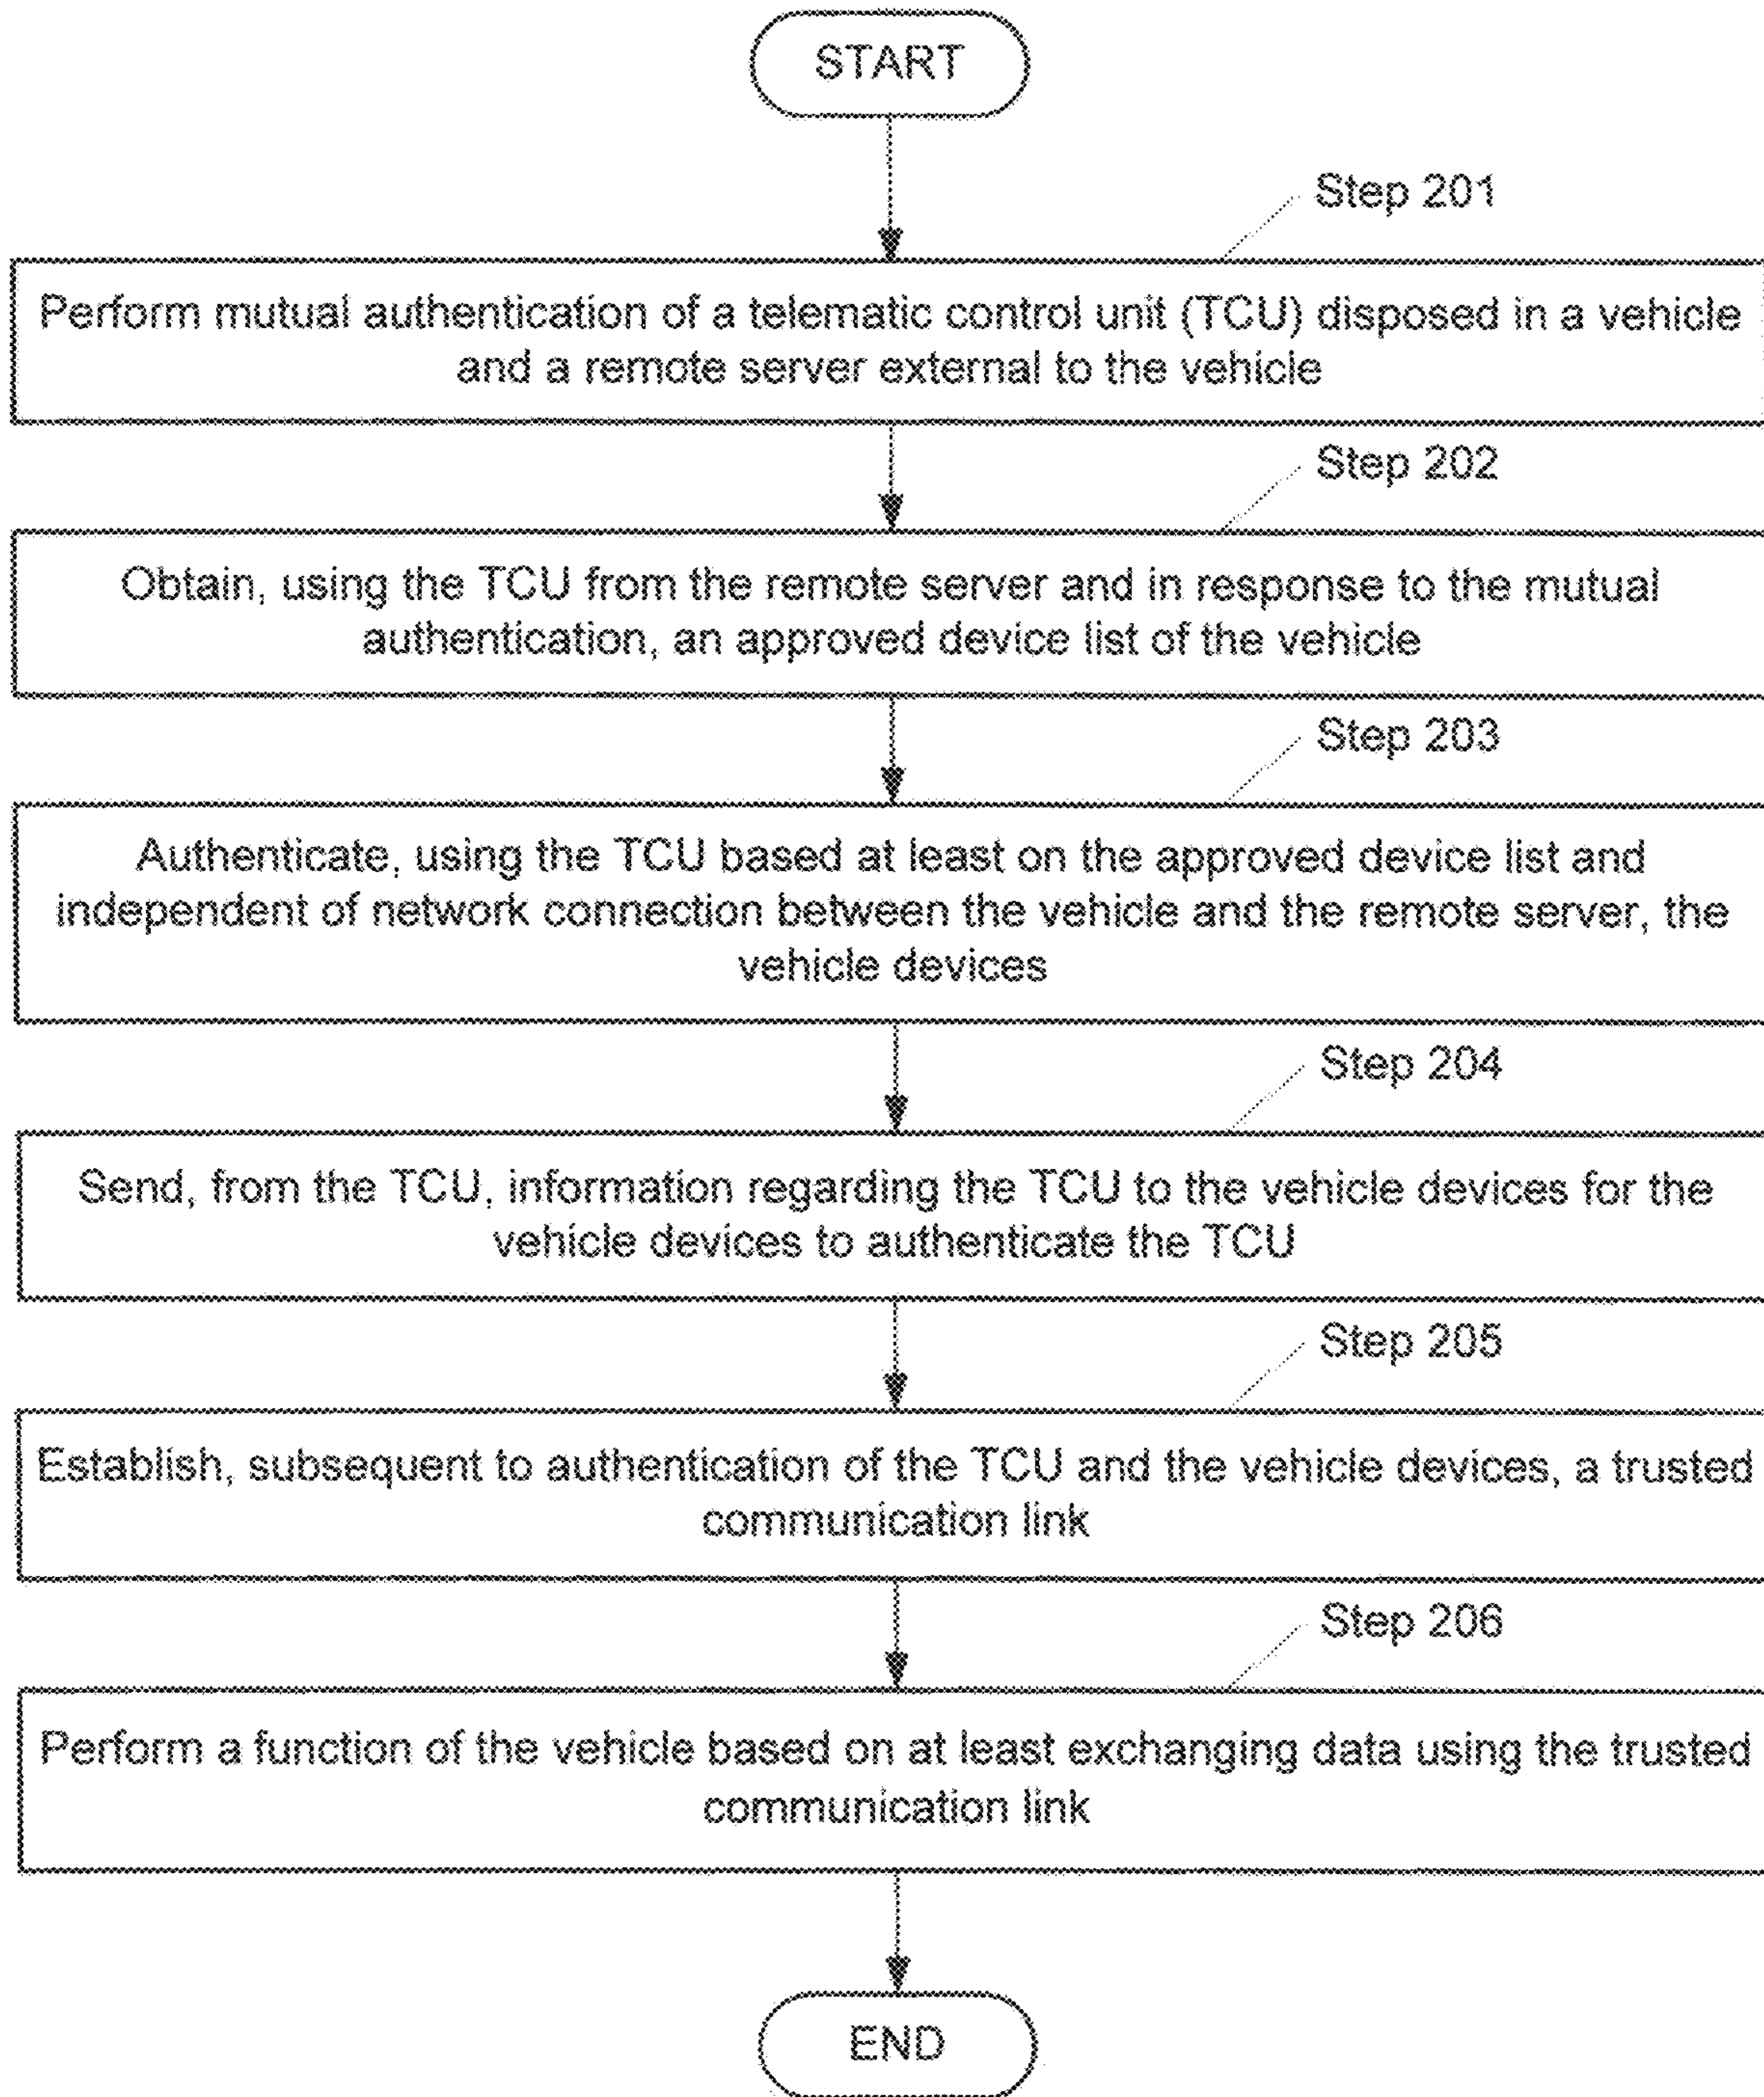 START
Step 201
Perform mutual authentication of a telematic control unit (TCU) disposed in a vehicle
and a remote server external to the vehicle
Step 202
Obtain, using the TCU from the remote server and in response to the mutual
authentication, an approved device list of the vehicle
Step 203
Authenticate, using the TCU based at least on the approved device list and
independent of network connection between the vehicle and the remote server, the
vehicle devices
Step 204
Send, from the TCU, information regarding the TCU to the vehicle devices for the
vehicle devices to authenticate the TCU
Step 205
Establish, subsequent to authentication of the TCU and the vehicle devices, a trusted
communication link
Step 206
Perform a function of the vehicle based on at least exchanging data using the trusted
communication link
END